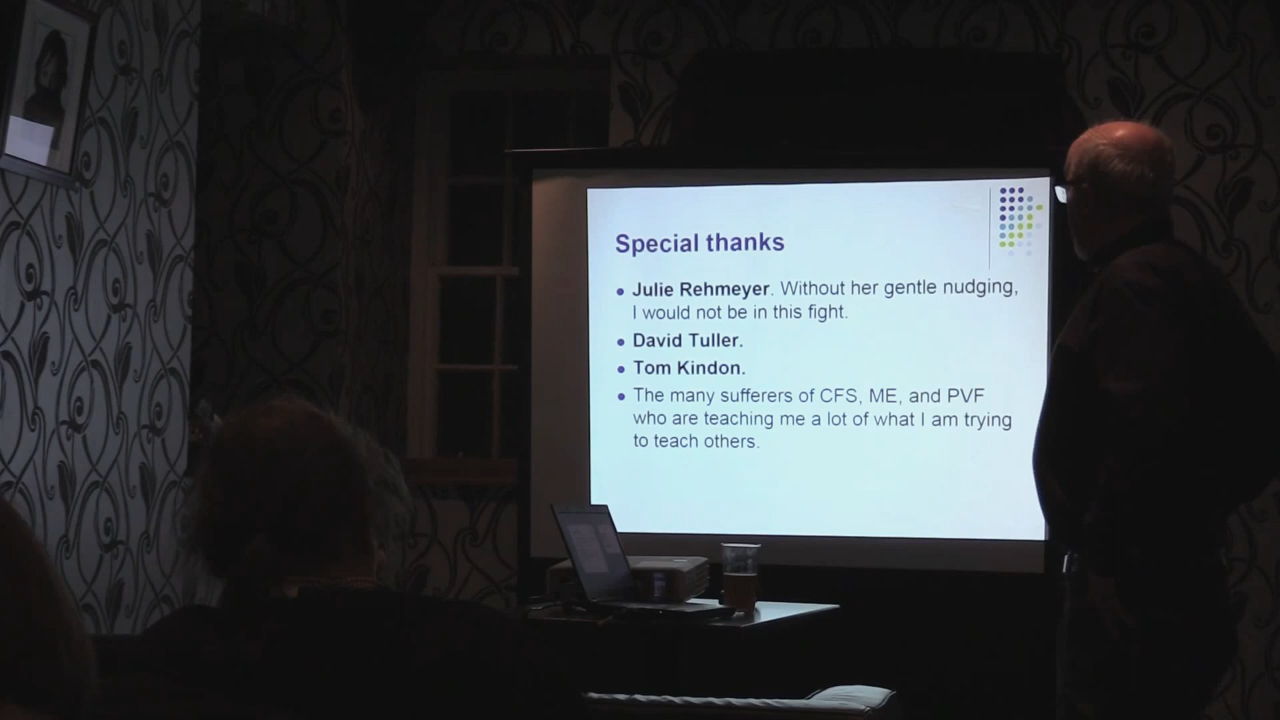 Special thanks
Julie Rehmeyer. Without her gentle nudging,
I would not be in this fight.
David Tuller.
Tom Kindon.
The many sufferers of CFS, ME, and PVF
who are teaching me a lot of what I am trying
to teach others.